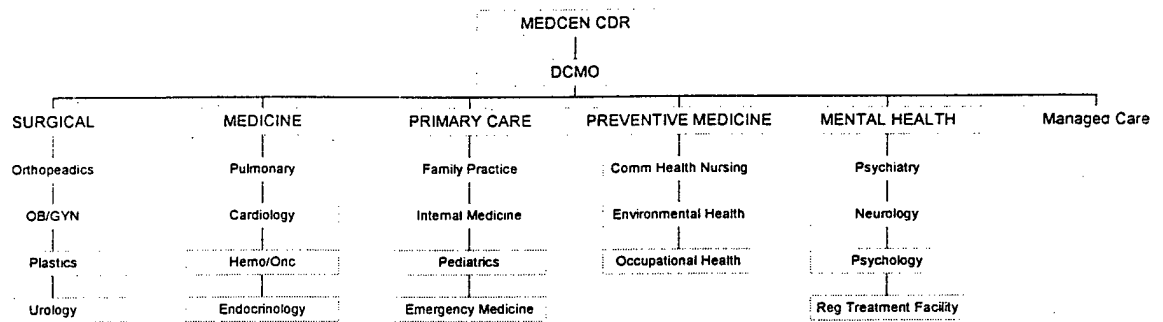 MEDCEN CDR
DCMO
SURGICAL MEDICINE PRIMARY CARE PREVENTIVE MEDICINE MENTAL HEALTH Managed Care
Orthopeadics Pulmonary Family Practice Comm Health Nursing Psychiatry
OB/GYN Cardiology Internal Medicine Environmental Health Neurology
Plastics Hemo/Onc Pediatrics Occupational Health Psychology
Urology Endocrinology Emergency Medicine Reg Treatment Facility